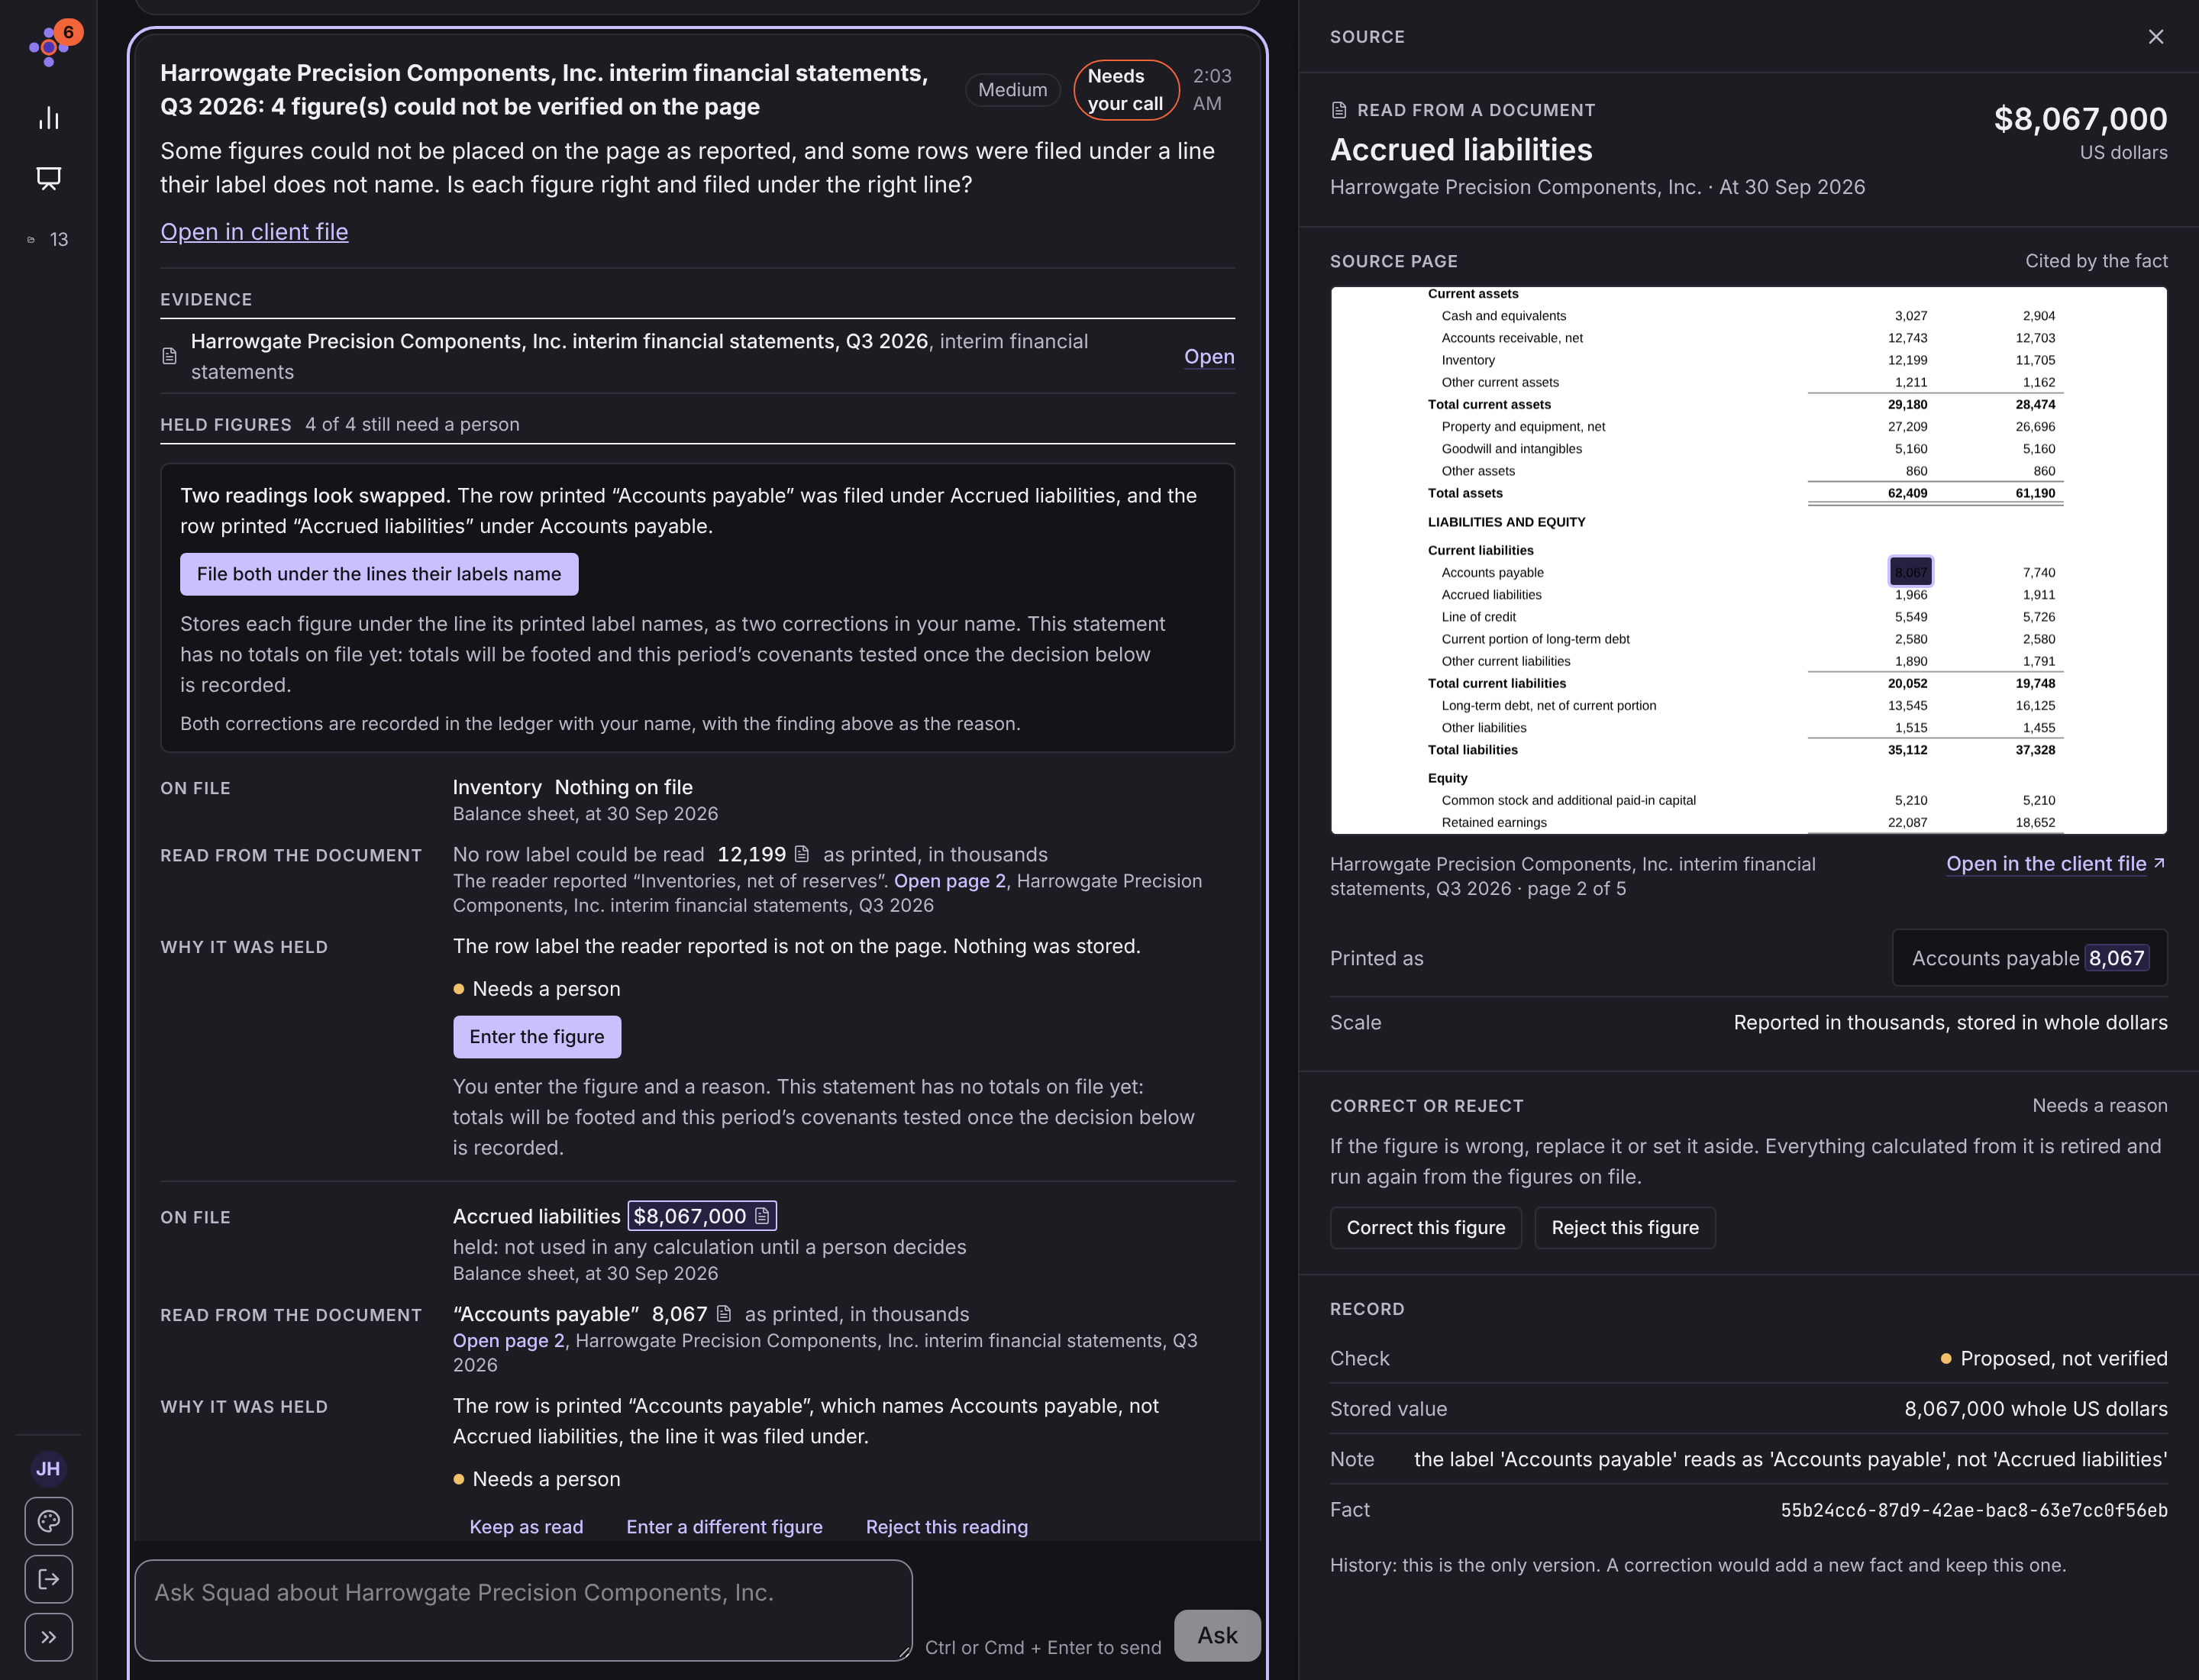 6
13
JH
Harrowgate Precision Components, Inc. interim financial statements,
Q3 2026: 4 figure(s) could not be verified on the page
Medium
Needs
your call
2:03
AM
Some figures could not be placed on the page as reported, and some rows were filed under a line
their label does not name. Is each figure right and filed under the right line?
Open in client file
EVIDENCE
Harrowgate Precision Components, Inc. interim financial statements, Q3 2026, interim financial
statements
Open
HELD FIGURES 4 of 4 still need a person
Two readings look swapped. The row printed “Accounts payable” was filed under Accrued liabilities, and the
row printed “Accrued liabilities” under Accounts payable.
File both under the lines their labels name
Stores each figure under the line its printed label names, as two corrections in your name. This statement
has no totals on file yet: totals will be footed and this period’s covenants tested once the decision below
is recorded.
Both corrections are recorded in the ledger with your name, with the finding above as the reason.
ON FILE
Inventory Nothing on file
Balance sheet, at 30 Sep 2026
READ FROM THE DOCUMENT
No row label could be read 12,199 as printed, in thousands
The reader reported “Inventories, net of reserves”. Open page 2, Harrowgate Precision
Components, Inc. interim financial statements, Q3 2026
WHY IT WAS HELD
The row label the reader reported is not on the page. Nothing was stored.
Needs a person
Enter the figure
You enter the figure and a reason. This statement has no totals on file yet:
totals will be footed and this period’s covenants tested once the decision below
is recorded.
ON FILE
Accrued liabilities $8,067,000
held: not used in any calculation until a person decides
Balance sheet, at 30 Sep 2026
READ FROM THE DOCUMENT
“Accounts payable” 8,067 as printed, in thousands
Open page 2, Harrowgate Precision Components, Inc. interim financial statements, Q3
2026
WHY IT WAS HELD
The row is printed “Accounts payable”, which names Accounts payable, not
Accrued liabilities, the line it was filed under.
Needs a person
Keep as read Enter a different figure Reject this reading
Ask Squad about Harrowgate Precision Components, Inc.
Ctrl or Cmd + Enter to send
Ask
SOURCE
READ FROM A DOCUMENT
$8,067,000
US dollars
Accrued liabilities
Harrowgate Precision Components, Inc. · At 30 Sep 2026
SOURCE PAGE
Cited by the fact
Current assets
Cash and equivalents 3,027 2,904
Accounts receivable, net 12,743 12,703
Inventory 12,199 11,705
Other current assets 1,211 1,162
Total current assets 29,180 28,474
Property and equipment, net 27,209 26,696
Goodwill and intangibles 5,160 5,160
Other assets 860 860
Total assets 62,409 61,190
LIABILITIES AND EQUITY
Current liabilities
Accounts payable 8,067 7,740
Accrued liabilities 1,966 1,911
Line of credit 5,549 5,726
Current portion of long-term debt 2,580 2,580
Other current liabilities 1,890 1,791
Total current liabilities 20,052 19,748
Long-term debt, net of current portion 13,545 16,125
Other liabilities 1,515 1,455
Total liabilities 35,112 37,328
Equity
Common stock and additional paid-in capital 5,210 5,210
Retained earnings 22,087 18,652
Harrowgate Precision Components, Inc. interim financial
statements, Q3 2026 · page 2 of 5
Open in the client file
Printed as
Accounts payable 8,067
Scale
Reported in thousands, stored in whole dollars
CORRECT OR REJECT
Needs a reason
If the figure is wrong, replace it or set it aside. Everything calculated from it is retired and
run again from the figures on file.
Correct this figure
Reject this figure
RECORD
Check
Proposed, not verified
Stored value
8,067,000 whole US dollars
Note
the label 'Accounts payable' reads as 'Accounts payable', not 'Accrued liabilities'
Fact
55b24cc6-87d9-42ae-bac8-63e7cc0f56eb
History: this is the only version. A correction would add a new fact and keep this one.